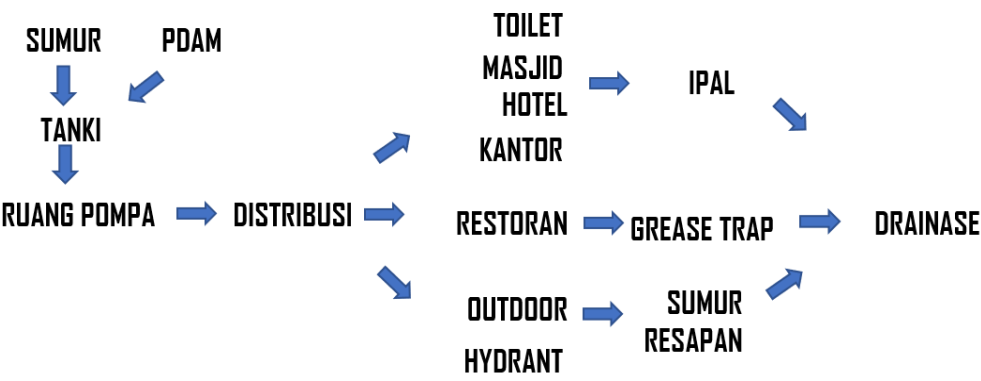 SUMUR
PDAM
TANKI
RUANG POMPA
DISTRIBUSI
TOILET
MASJID
HOTEL
KANTOR
IPAL
RESTORAN
GREASE TRAP
DRAINASE
OUTDOOR
HYDRANT
SUMUR
RESAPAN